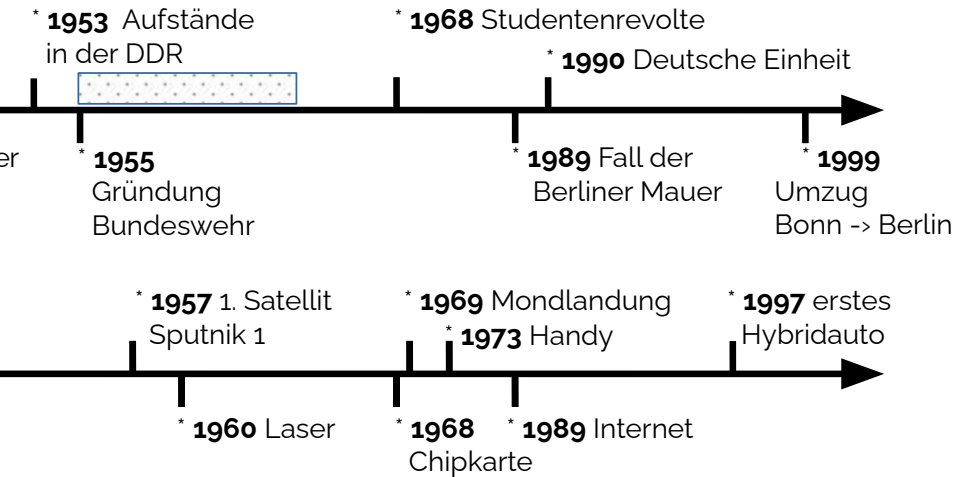 * 1953 Aufstände
in der DDR
* 1968 Studentenrevolte
* 1990 Deutsche Einheit
er
* 1955
Gründung
Bundeswehr
* 1989 Fall der
Berliner Mauer
* 1999
Umzug
Bonn -> Berlin
* 1957 1. Satellit
Sputnik 1
* 1969 Mondlandung
* 1973 Handy
* 1997 erstes
Hybridauto
* 1960 Laser
* 1968
Chipkarte
* 1989 Internet